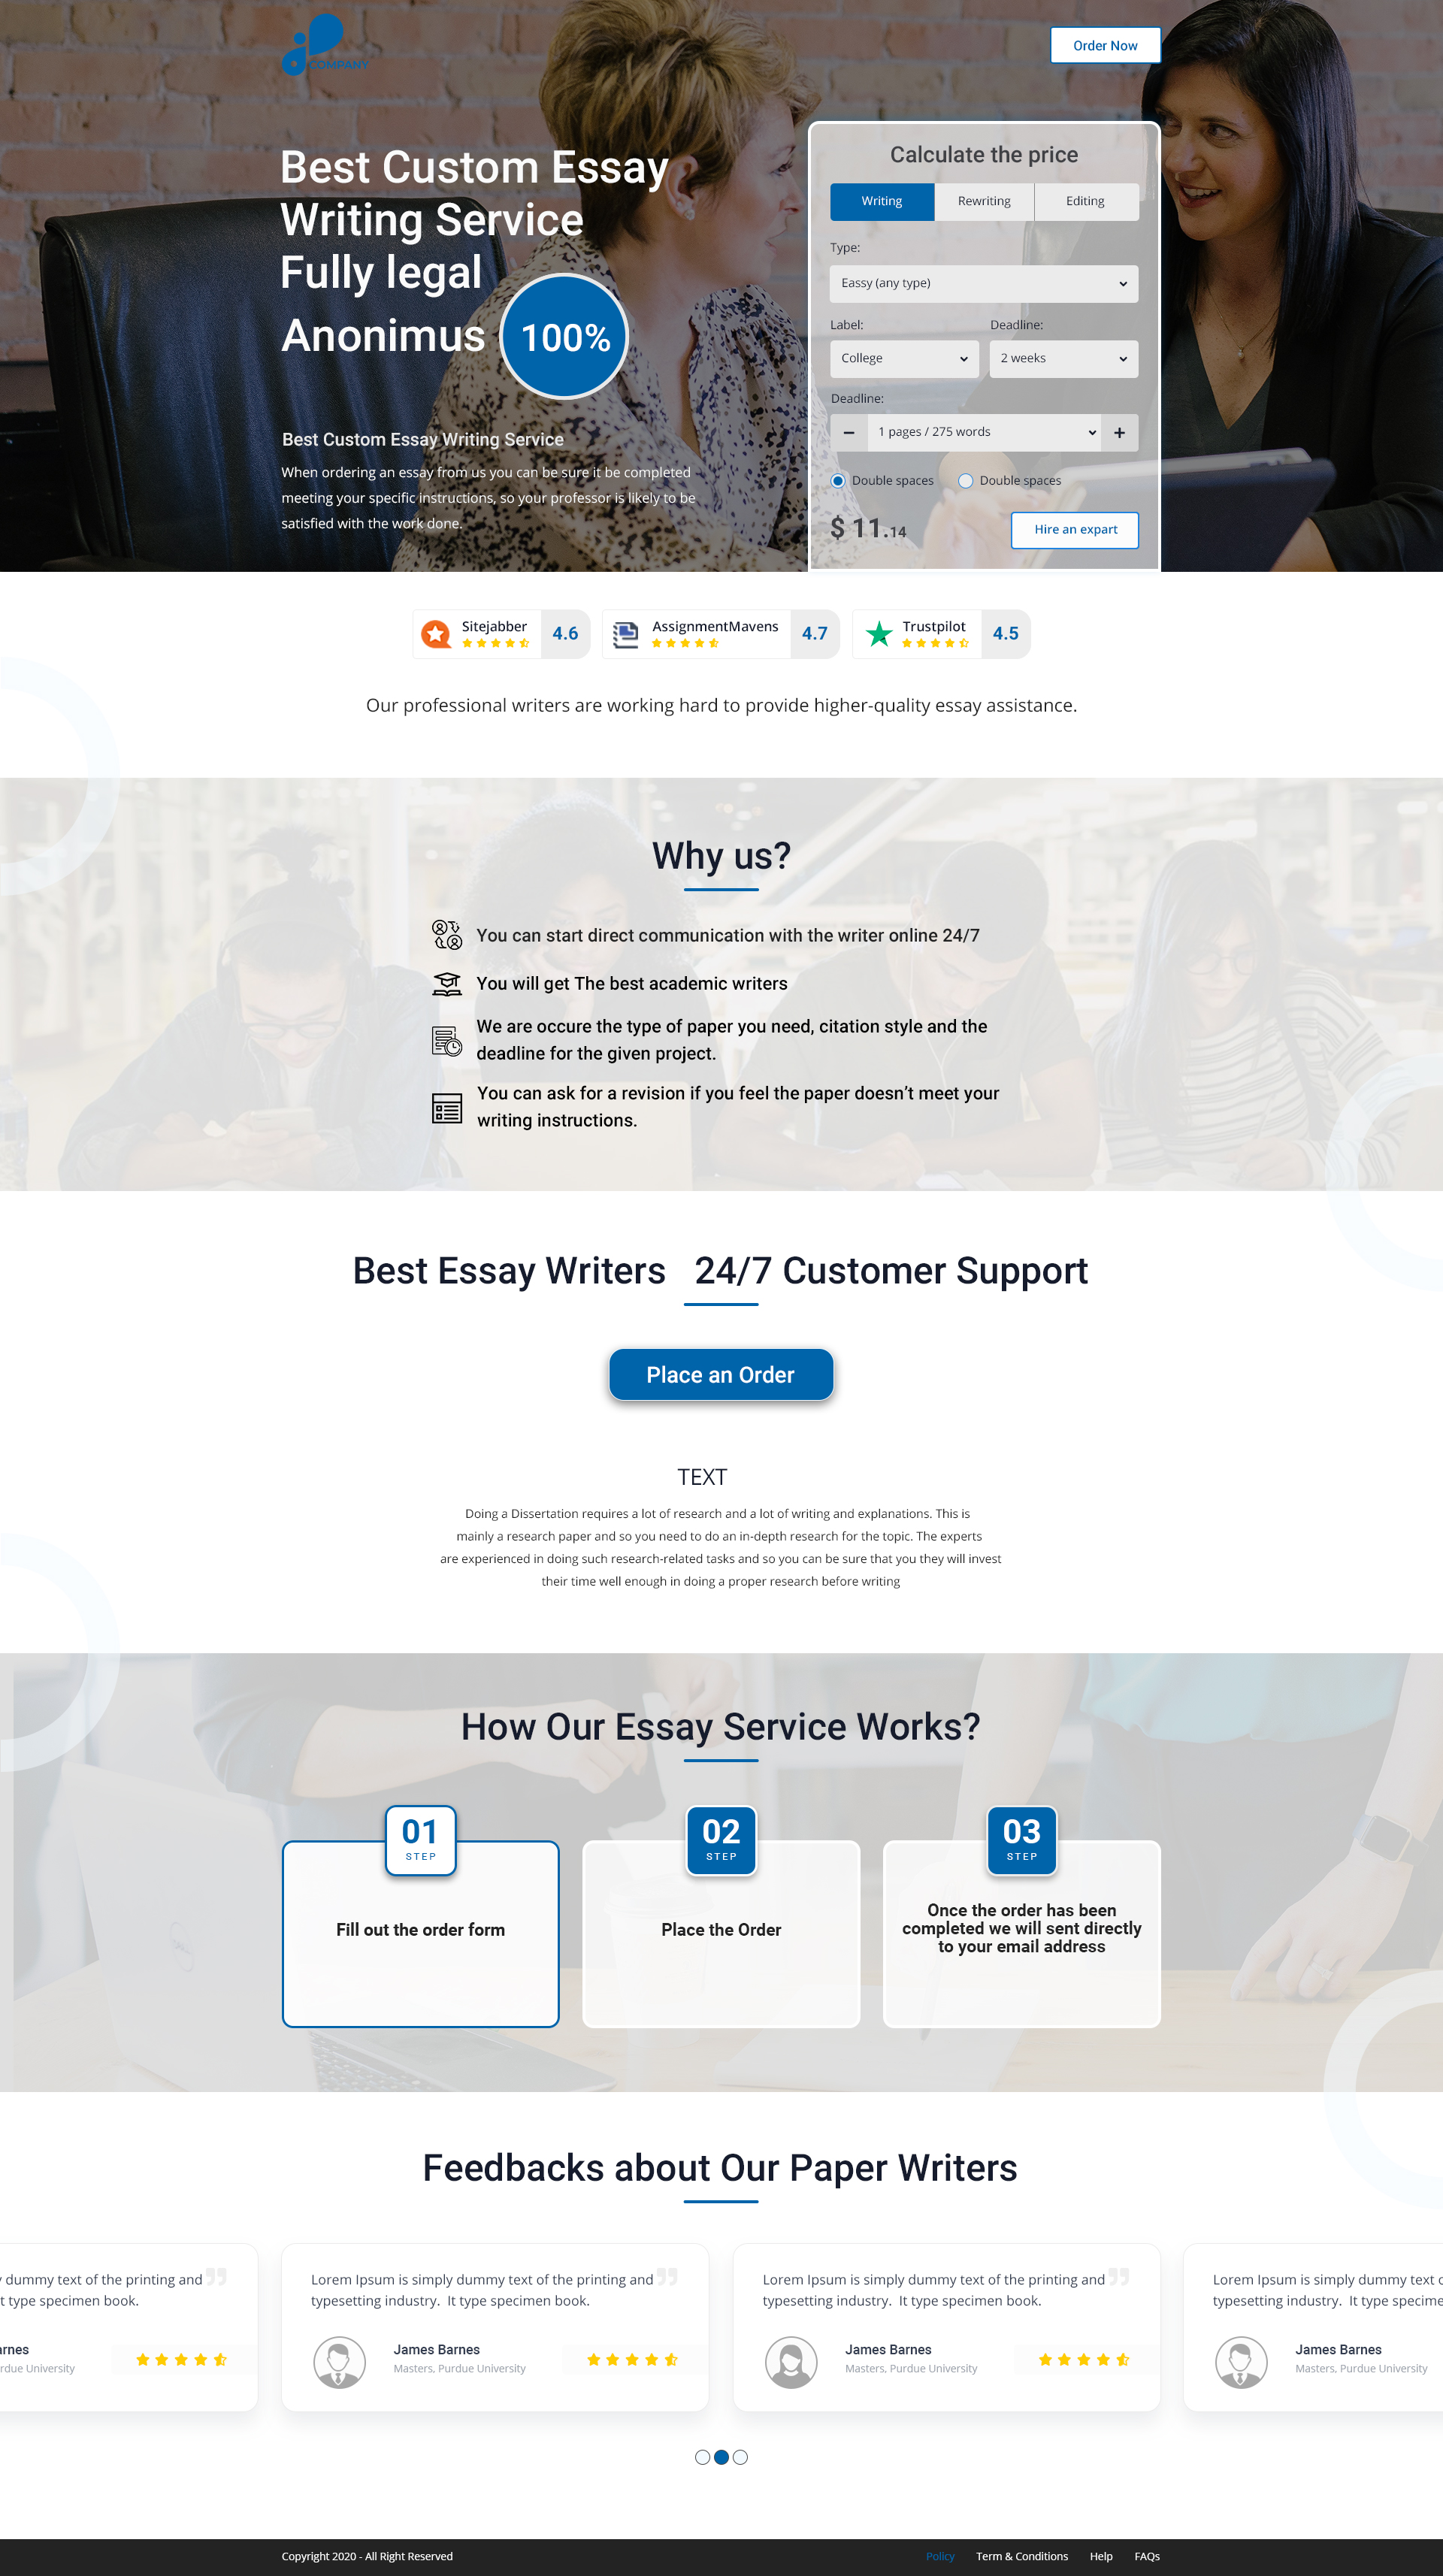 COMPANY
Order Now
Best Custom Essay
Writing Service
Fully legal
Anonimus 100%
Best Custom Essay Writing Service
When ordering an essay from us you can be sure it be completed
meeting your specific instructions, so your professor is likely to be
satisfied with the work done.
Calculate the price
Writing Rewriting Editing
Type:
Eassy (any type)
Label: Deadline:
College 2 weeks
Deadline:
1 pages / 275 words
Double spaces Double spaces
$ 11.14 Hire an expart
Sitejabber 4.6
AssignmentMavens 4.7
Trustpilot 4.5
Our professional writers are working hard to provide higher-quality essay assistance.
Why us?
You can start direct communication with the writer online 24/7
You will get The best academic writers
We are occure the type of paper you need, citation style and the
deadline for the given project.
You can ask for a revision if you feel the paper doesn’t meet your
writing instructions.
Best Essay Writers 24/7 Customer Support
Place an Order
TEXT
Doing a Dissertation requires a lot of research and a lot of writing and explanations. This is
mainly a research paper and so you need to do an in-depth research for the topic. The experts
are experienced in doing such research-related tasks and so you can be sure that you they will invest
their time well enough in doing a proper research before writing
How Our Essay Service Works?
01
STEP
Fill out the order form
02
STEP
Place the Order
03
STEP
Once the order has been
completed we will sent directly
to your email address
Feedbacks about Our Paper Writers
dummy text of the printing and
type specimen book.
University
Lorem Ipsum is simply dummy text of the printing and
typesetting industry. It type specimen book.
James Barnes
Masters, Purdue University
Lorem Ipsum is simply dummy text of the printing and
typesetting industry. It type specimen book.
James Barnes
Masters, Purdue University
Lorem Ipsum is simply dummy text
typesetting industry. It type
James Barnes
Masters, Purdue University
Copyright 2020 - All Right Reserved
Policy Term & Conditions Help FAQs